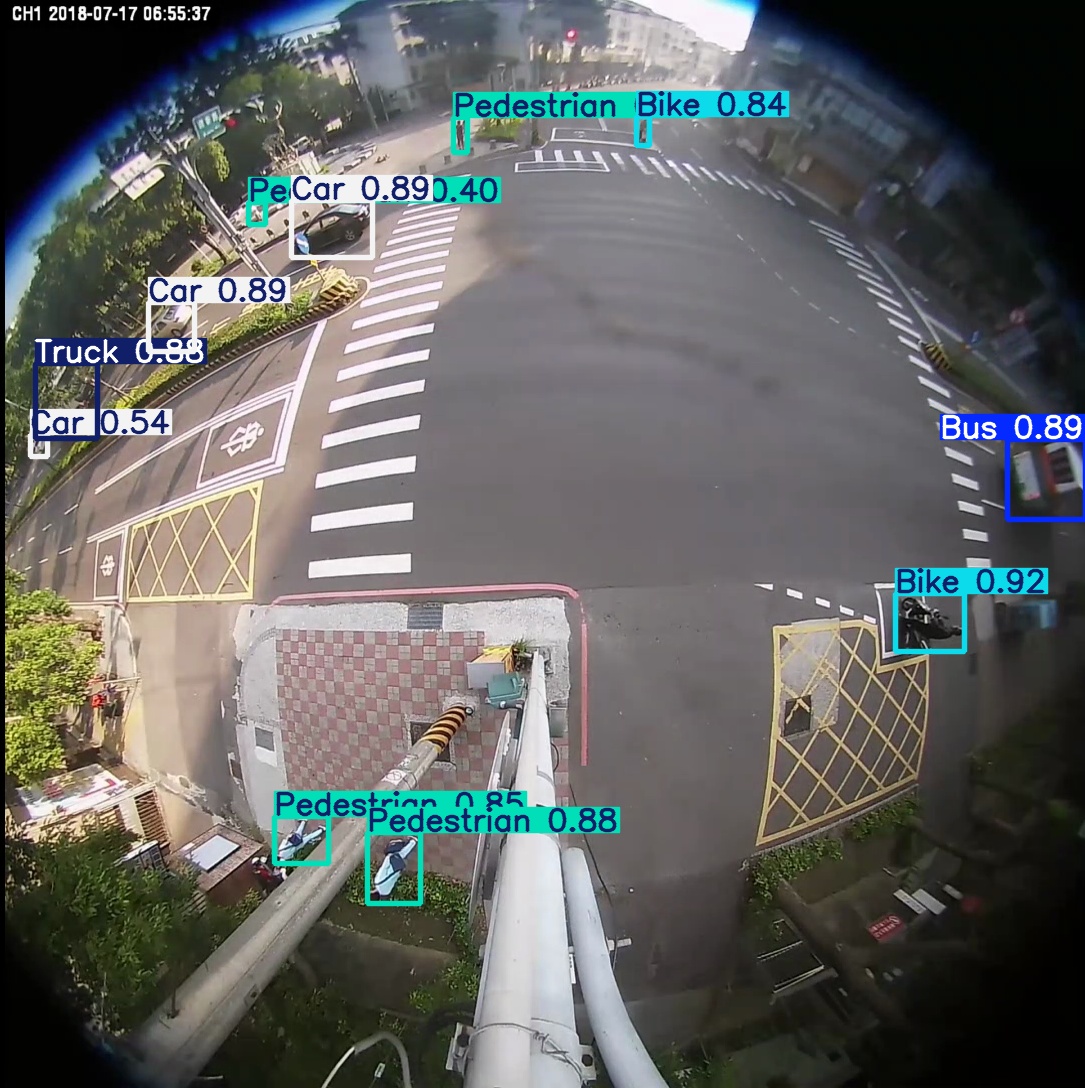 CH1 2018-07-17 06:55:37
Pedestrian
Bike 0.84
Pe
Car 0.89
0.40
Car 0.89
Truck 0.88
Car 0.54
Bus 0.89
Bike 0.92
Pedestrian 0.85
Pedestrian 0.88